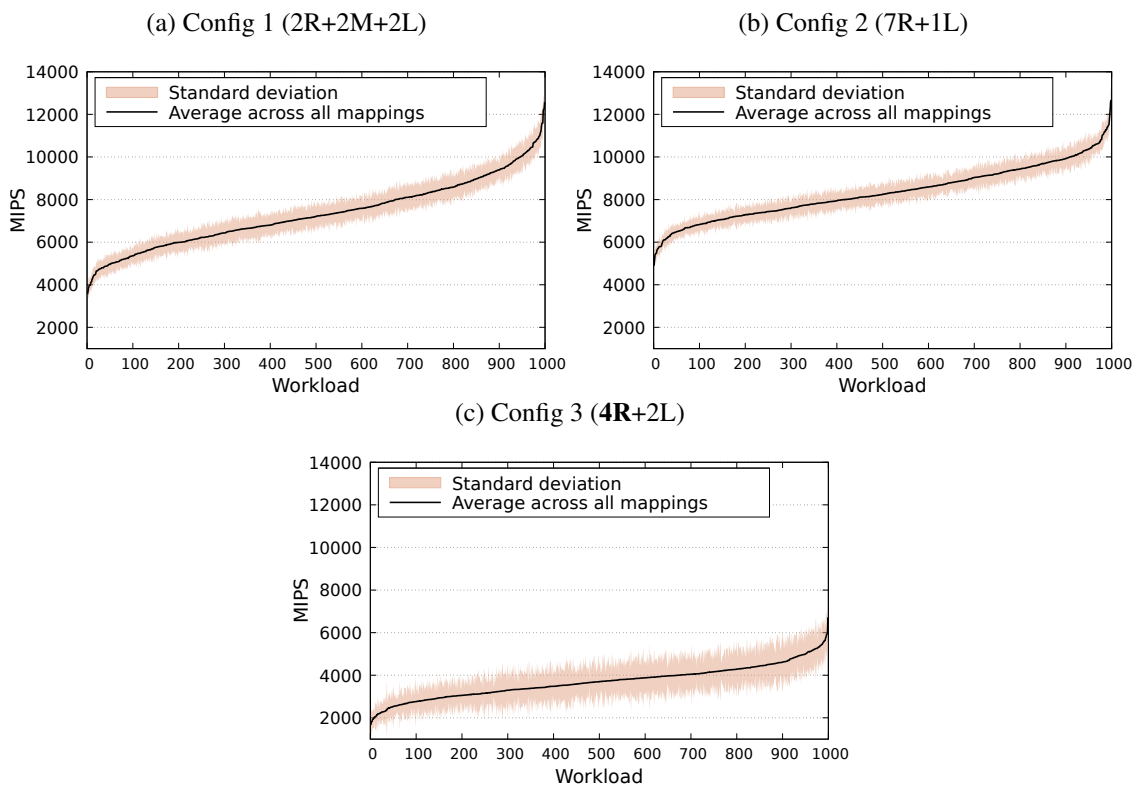 (a) Config 1 (2R+2M+2L)
14000
12000
10000
8000
6000
4000
2000
MIPS
Standard deviation
Average across all mappings
0 100 200 300 400 500 600 700 800 900 1000
Workload
(b) Config 2 (7R+1L)
14000
12000
10000
8000
6000
4000
2000
MIPS
Standard deviation
Average across all mappings
0 100 200 300 400 500 600 700 800 900 1000
Workload
(c) Config 3 (4R+2L)
14000
12000
10000
8000
6000
4000
2000
MIPS
Standard deviation
Average across all mappings
0 100 200 300 400 500 600 700 800 900 1000
Workload